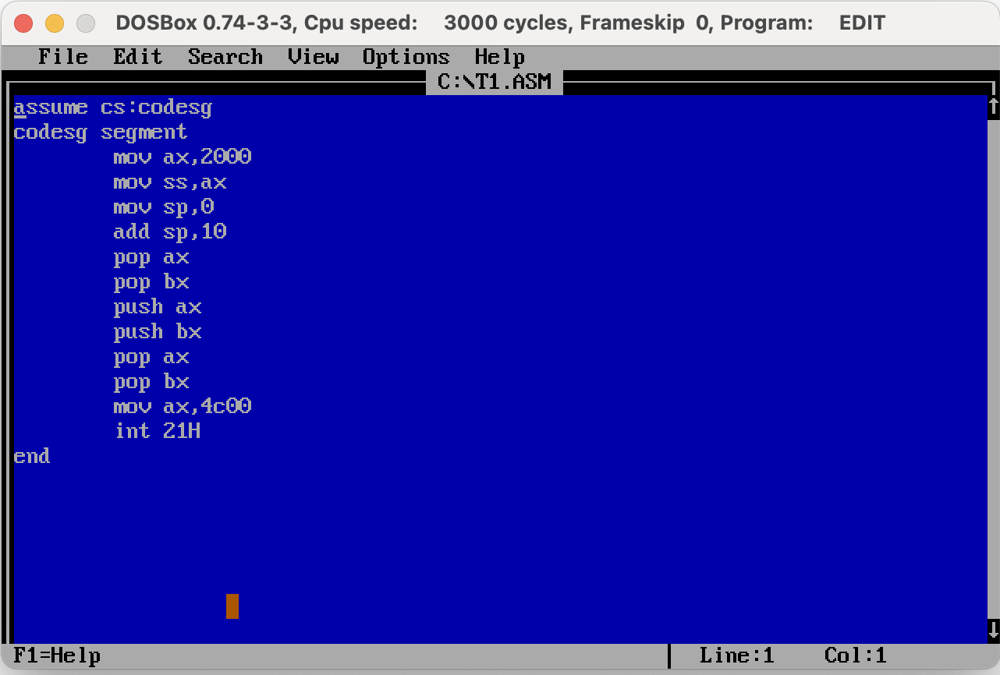 DOSBox 0.74-3-3, Cpu speed: 3000 cycles, Frameskip 0, Program: EDIT
File Edit Search View Options Help
C:\T1.ASM
assume cs:codesg
codesg segment
mov ax,2000
mov ss,ax
mov sp,0
add sp,10
pop ax
pop bx
push ax
push bx
pop ax
pop bx
mov ax,4c00
int 21H
end
F1=Help Line:1 Col:1